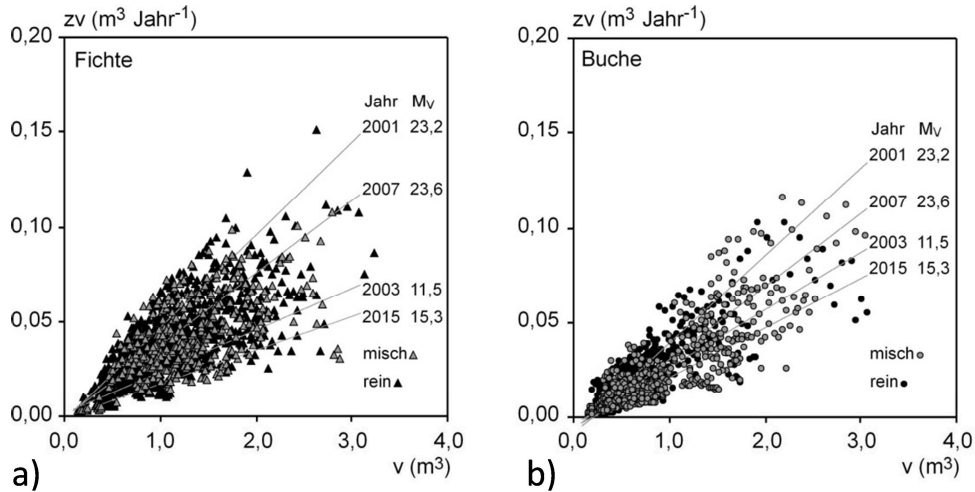 zv (m³ Jahr⁻¹)
0,20
Fichte
Jahr Mᵥ
0,15
2001 23,2
2007 23,6
0,10
2003 11,5
0,05
2015 15,3
misch
rein
0,00
0,0 1,0 2,0 3,0 4,0
a)
v (m³)
zv (m³ Jahr⁻¹)
0,20
Buche
0,15
Jahr Mᵥ
2001 23,2
2007 23,6
0,10
2003 11,5
2015 15,3
0,05
misch
rein
0,00
0,0 1,0 2,0 3,0 4,0
b)
v (m³)